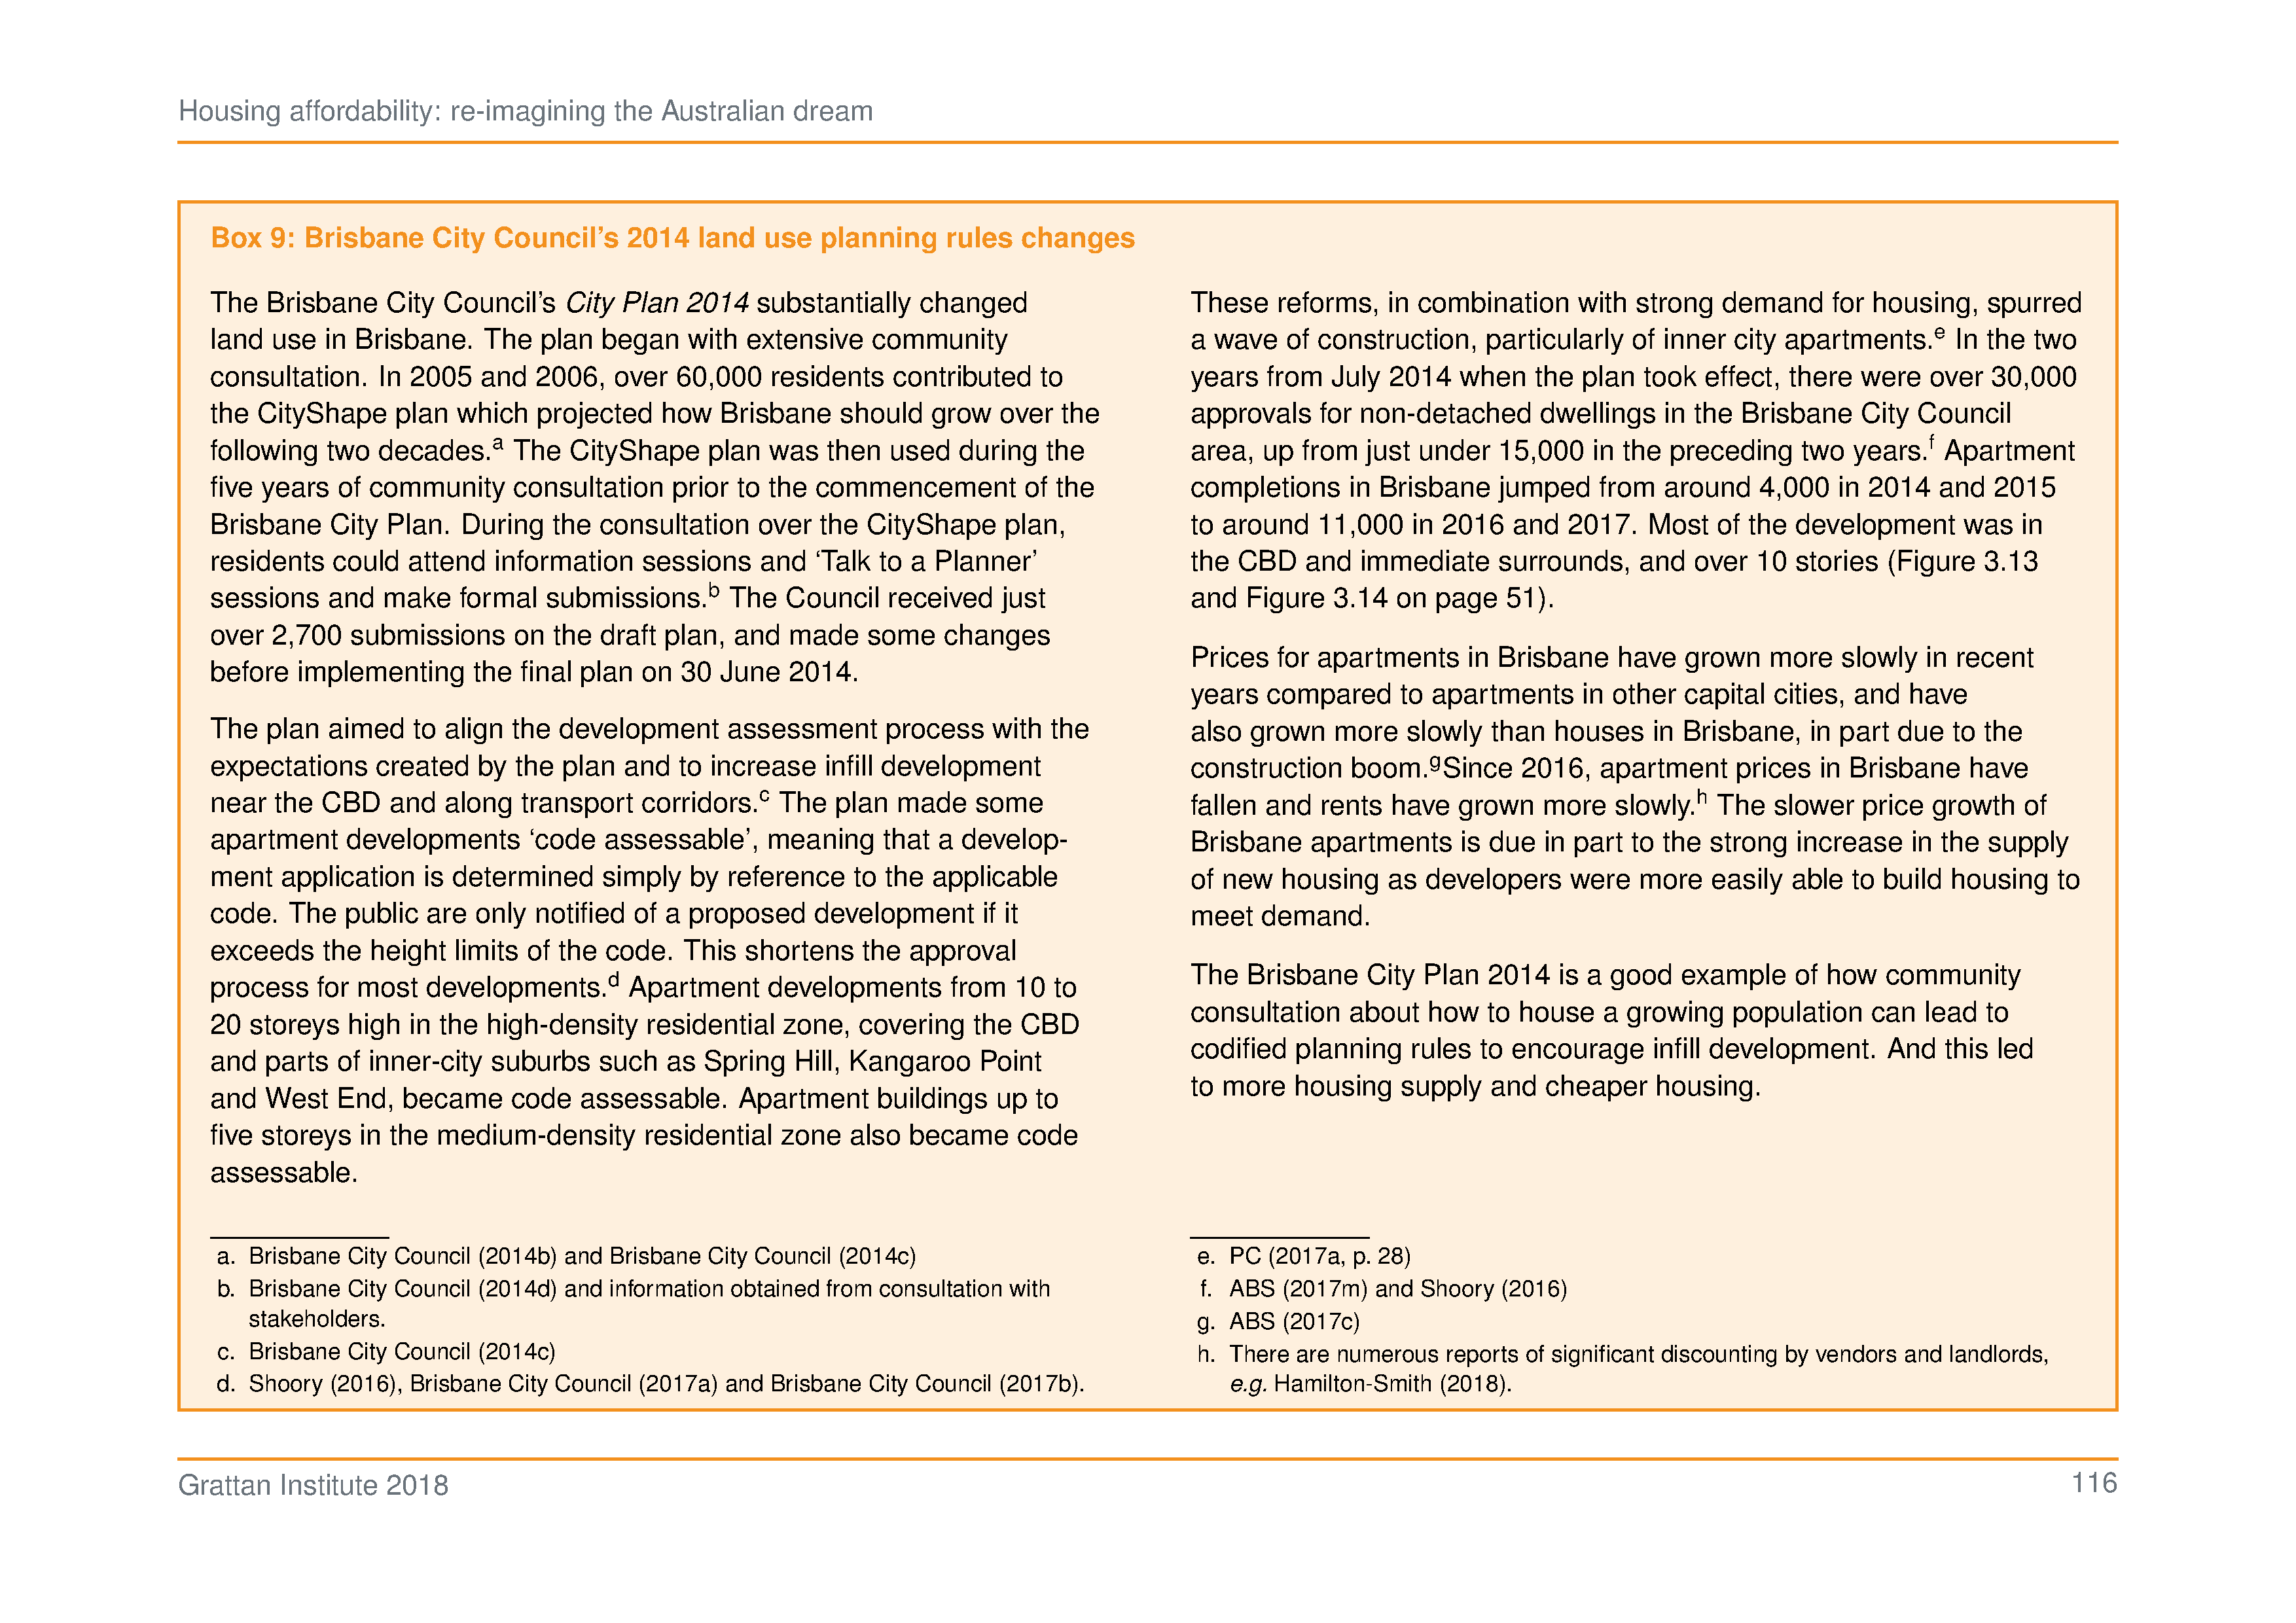 Housing affordability: re-imagining the Australian dream
Box 9: Brisbane City Council’s 2014 land use planning rules changes
The Brisbane City Council’s City Plan 2014 substantially changed
land use in Brisbane. The plan began with extensive community
consultation. In 2005 and 2006, over 60,000 residents contributed to
the CityShape plan which projected how Brisbane should grow over the
following two decades.a The CityShape plan was then used during the
five years of community consultation prior to the commencement of the
Brisbane City Plan. During the consultation over the CityShape plan,
residents could attend information sessions and ‘Talk to a Planner’
sessions and make formal submissions.b The Council received just
over 2,700 submissions on the draft plan, and made some changes
before implementing the final plan on 30 June 2014.
The plan aimed to align the development assessment process with the
expectations created by the plan and to increase infill development
near the CBD and along transport corridors.c The plan made some
apartment developments ‘code assessable’, meaning that a develop-
ment application is determined simply by reference to the applicable
code. The public are only notified of a proposed development if it
exceeds the height limits of the code. This shortens the approval
process for most developments.d Apartment developments from 10 to
20 storeys high in the high-density residential zone, covering the CBD
and parts of inner-city suburbs such as Spring Hill, Kangaroo Point
and West End, became code assessable. Apartment buildings up to
five storeys in the medium-density residential zone also became code
assessable.
a. Brisbane City Council (2014b) and Brisbane City Council (2014c)
b. Brisbane City Council (2014d) and information obtained from consultation with
stakeholders.
c. Brisbane City Council (2014c)
d. Shoory (2016), Brisbane City Council (2017a) and Brisbane City Council (2017b).
These reforms, in combination with strong demand for housing, spurred
a wave of construction, particularly of inner city apartments.e In the two
years from July 2014 when the plan took effect, there were over 30,000
approvals for non-detached dwellings in the Brisbane City Council
area, up from just under 15,000 in the preceding two years.f Apartment
completions in Brisbane jumped from around 4,000 in 2014 and 2015
to around 11,000 in 2016 and 2017. Most of the development was in
the CBD and immediate surrounds, and over 10 stories (Figure 3.13
and Figure 3.14 on page 51).
Prices for apartments in Brisbane have grown more slowly in recent
years compared to apartments in other capital cities, and have
also grown more slowly than houses in Brisbane, in part due to the
construction boom.gSince 2016, apartment prices in Brisbane have
fallen and rents have grown more slowly.h The slower price growth of
Brisbane apartments is due in part to the strong increase in the supply
of new housing as developers were more easily able to build housing to
meet demand.
The Brisbane City Plan 2014 is a good example of how community
consultation about how to house a growing population can lead to
codified planning rules to encourage infill development. And this led
to more housing supply and cheaper housing.
e. PC (2017a, p. 28)
f. ABS (2017m) and Shoory (2016)
g. ABS (2017c)
h. There are numerous reports of significant discounting by vendors and landlords,
e.g. Hamilton-Smith (2018).
Grattan Institute 2018
116